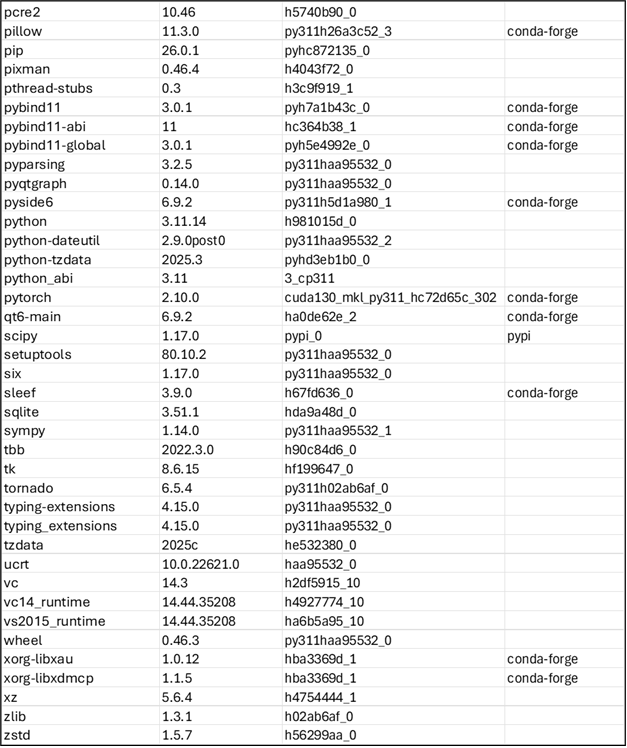 pcre2 10.46 h5740b90_0
pillow 11.3.0 py311h26a3c52_3 conda-forge
pip 26.0.1 pyhc872135_0
pixman 0.46.4 h4043f72_0
pthread-stubs 0.3 h3c9f919_1
pybind11 3.0.1 pyh7a1b43c_0 conda-forge
pybind11-abi 11 hc364b38_1 conda-forge
pybind11-global 3.0.1 pyh5e4992e_0 conda-forge
pyparsing 3.2.5 py311haa95532_0
pyqtgraph 0.14.0 py311haa95532_0
pyside6 6.9.2 py311h5d1a980_1 conda-forge
python 3.11.14 h981015d_0
python-dateutil 2.9.0post0 py311haa95532_2
python-tzdata 2025.3 pyhd3eb1b0_0
python_abi 3.11 3_cp311
pytorch 2.10.0 cuda130_mkl_py311_hc72d65c_302 conda-forge
qt6-main 6.9.2 ha0de62e_2 conda-forge
scipy 1.17.0 pypi_0 pypi
setuptools 80.10.2 py311haa95532_0
six 1.17.0 py311haa95532_0
sleef 3.9.0 h67fd636_0 conda-forge
sqlite 3.51.1 hda9a48d_0
sympy 1.14.0 py311haa95532_1
tbb 2022.3.0 h90c84d6_0
tk 8.6.15 hf199647_0
tornado 6.5.4 py311h02ab6af_0
typing-extensions 4.15.0 py311haa95532_0
typing_extensions 4.15.0 py311haa95532_0
tzdata 2025c he532380_0
ucrt 10.0.22621.0 haa95532_0
vc 14.3 h2df5915_10
vc14_runtime 14.44.35208 h4927774_10
vs2015_runtime 14.44.35208 ha6b5a95_10
wheel 0.46.3 py311haa95532_0
xorg-libxau 1.0.12 hba3369d_1 conda-forge
xorg-libxdmcp 1.1.5 hba3369d_1 conda-forge
xz 5.6.4 h4754444_1
zlib 1.3.1 h02ab6af_0
zstd 1.5.7 h56299aa_0